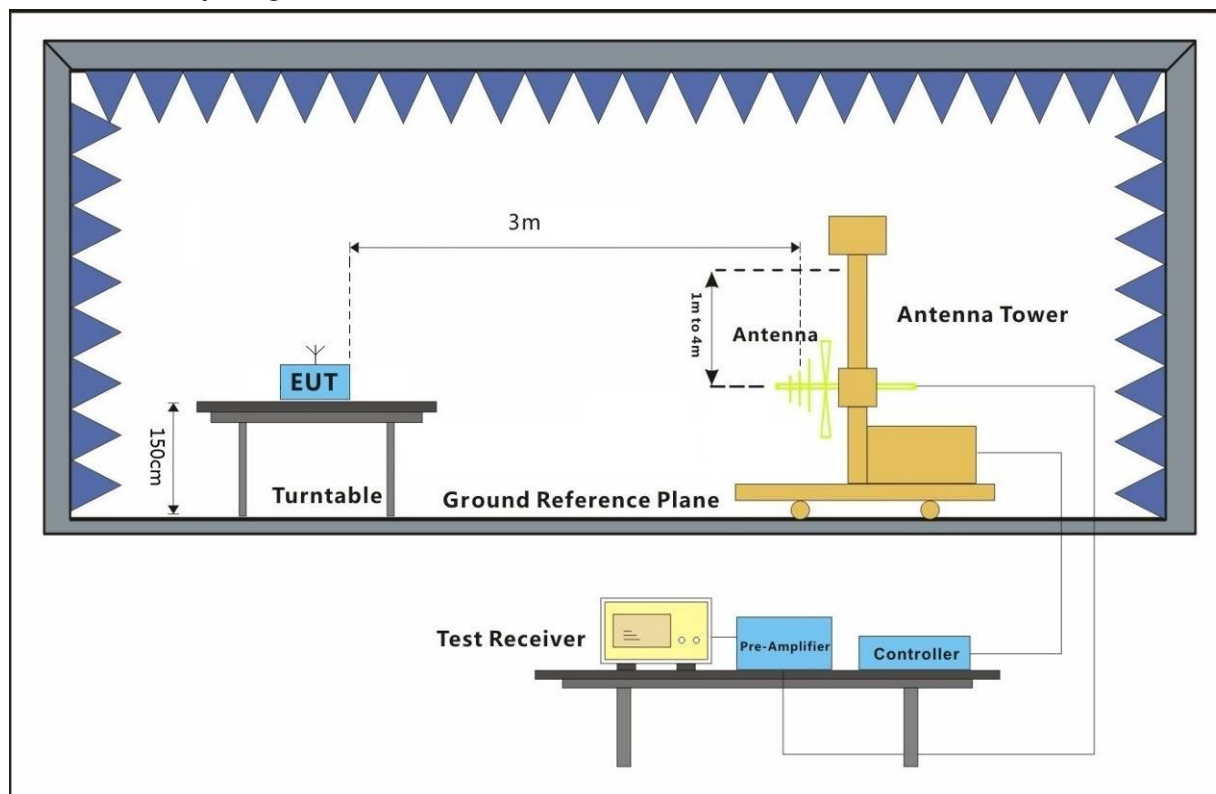 3m
1m to 4m
Antenna
Antenna Tower
EUT
150cm
Turntable
Ground Reference Plane
Test Receiver
Pre-Amplifier
Controller